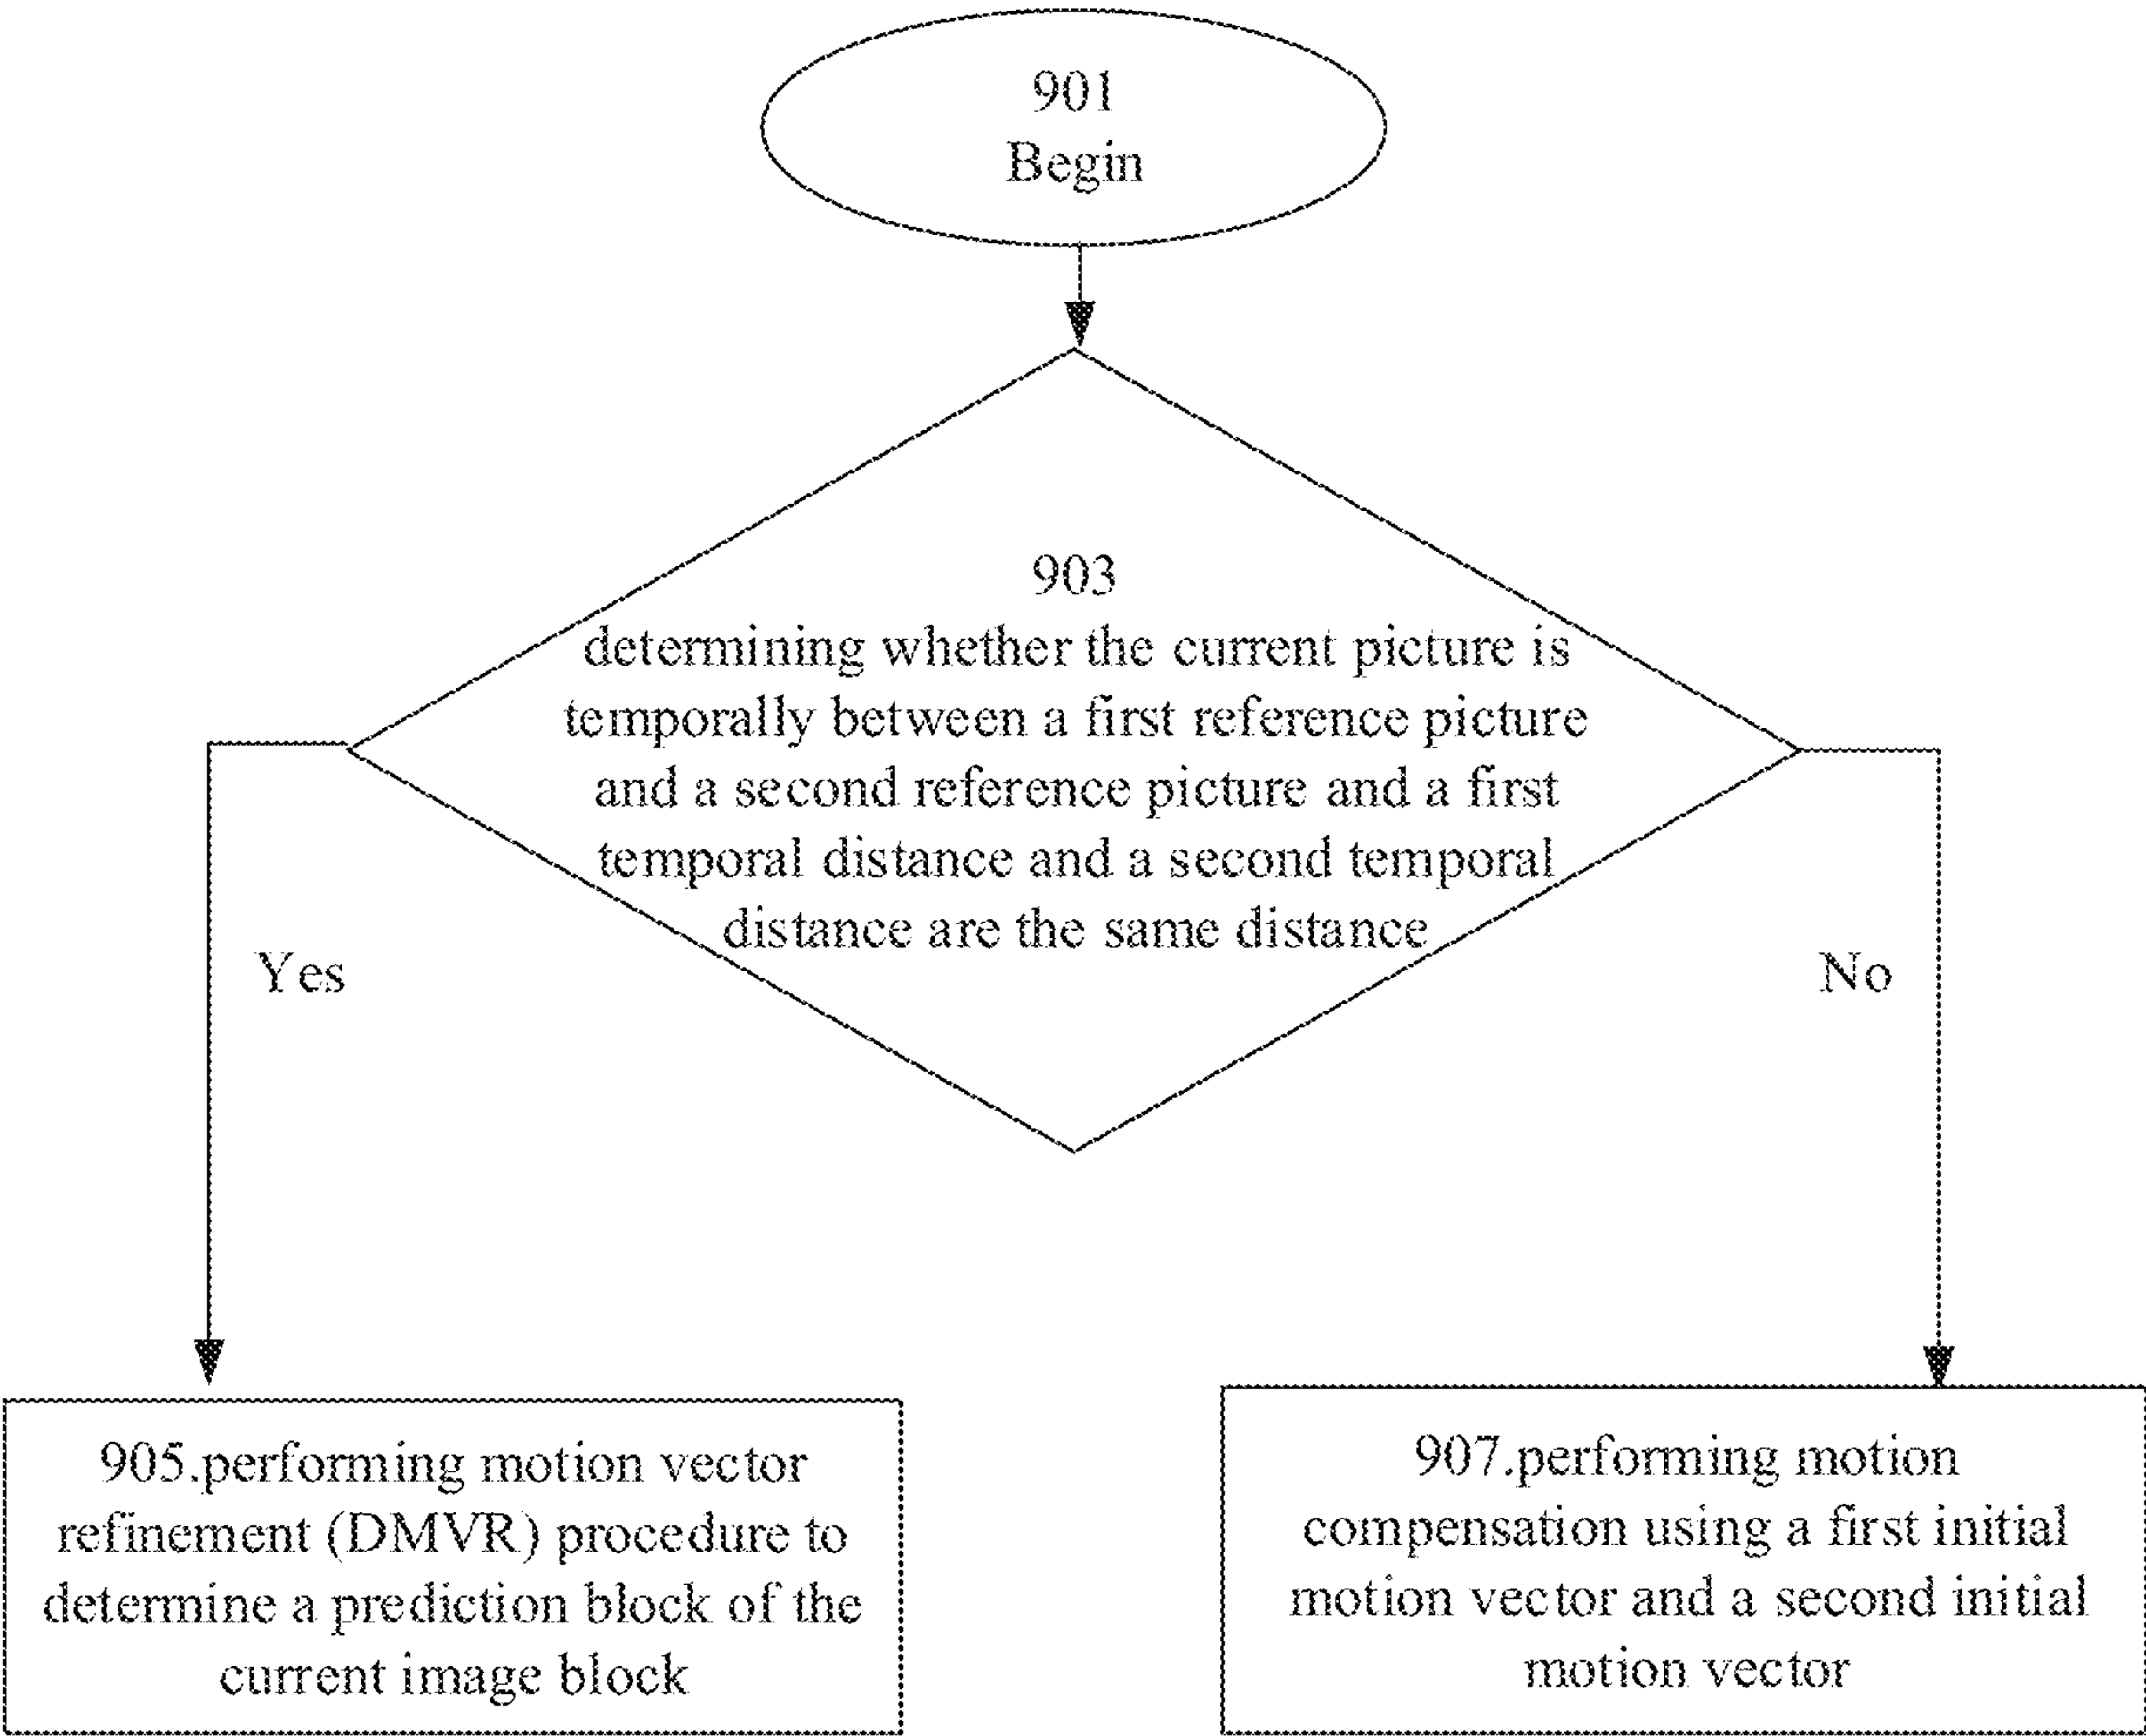 901
Begin
903
determining whether the current picture is
temporally between a first reference picture
and a second reference picture and a first
temporal distance and a second temporal
distance are the same distance
Yes
No
905.performing motion vector
refinement (DMVR) procedure to
determine a prediction block of the
current image block
907.performing motion
compensation using a first initial
motion vector and a second initial
motion vector